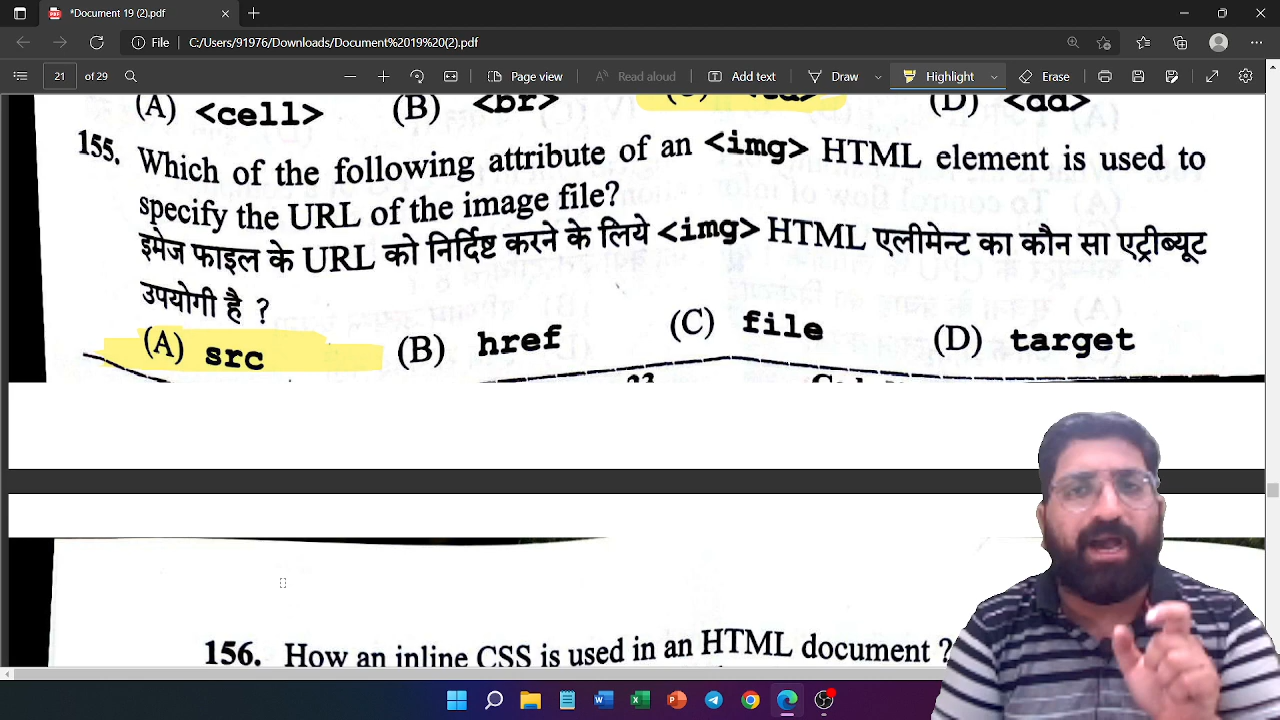 *Document 19 (2).pdf
File C:/Users/91976/Downloads/Document%2019%20(2).pdf
21 of 29 Page view Read aloud Add text Draw Highlight Erase
(A) <cell> (B) <br> (D) <dd>
155. Which of the following attribute of an <img> HTML element is used to
specify the URL of the image file?
इमेज फाइल के URL को निर्दिष्ट करने के लिये <img> HTML एलीमेन्ट का कौन सा एट्रीब्यूट
उपयोगी है ?
(A) src (B) href (C) file (D) target
156. How an inline CSS is used in an HTML document ?